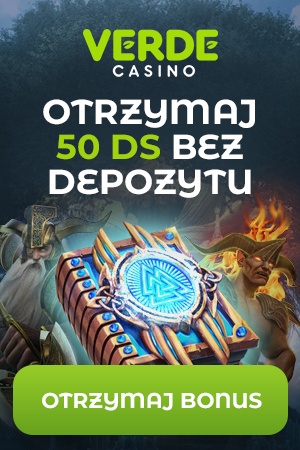 VERDE
CASINO
OTRZYMAJ
50 DS BEZ
DEPOZYTU
OTRZYMAJ BONUS